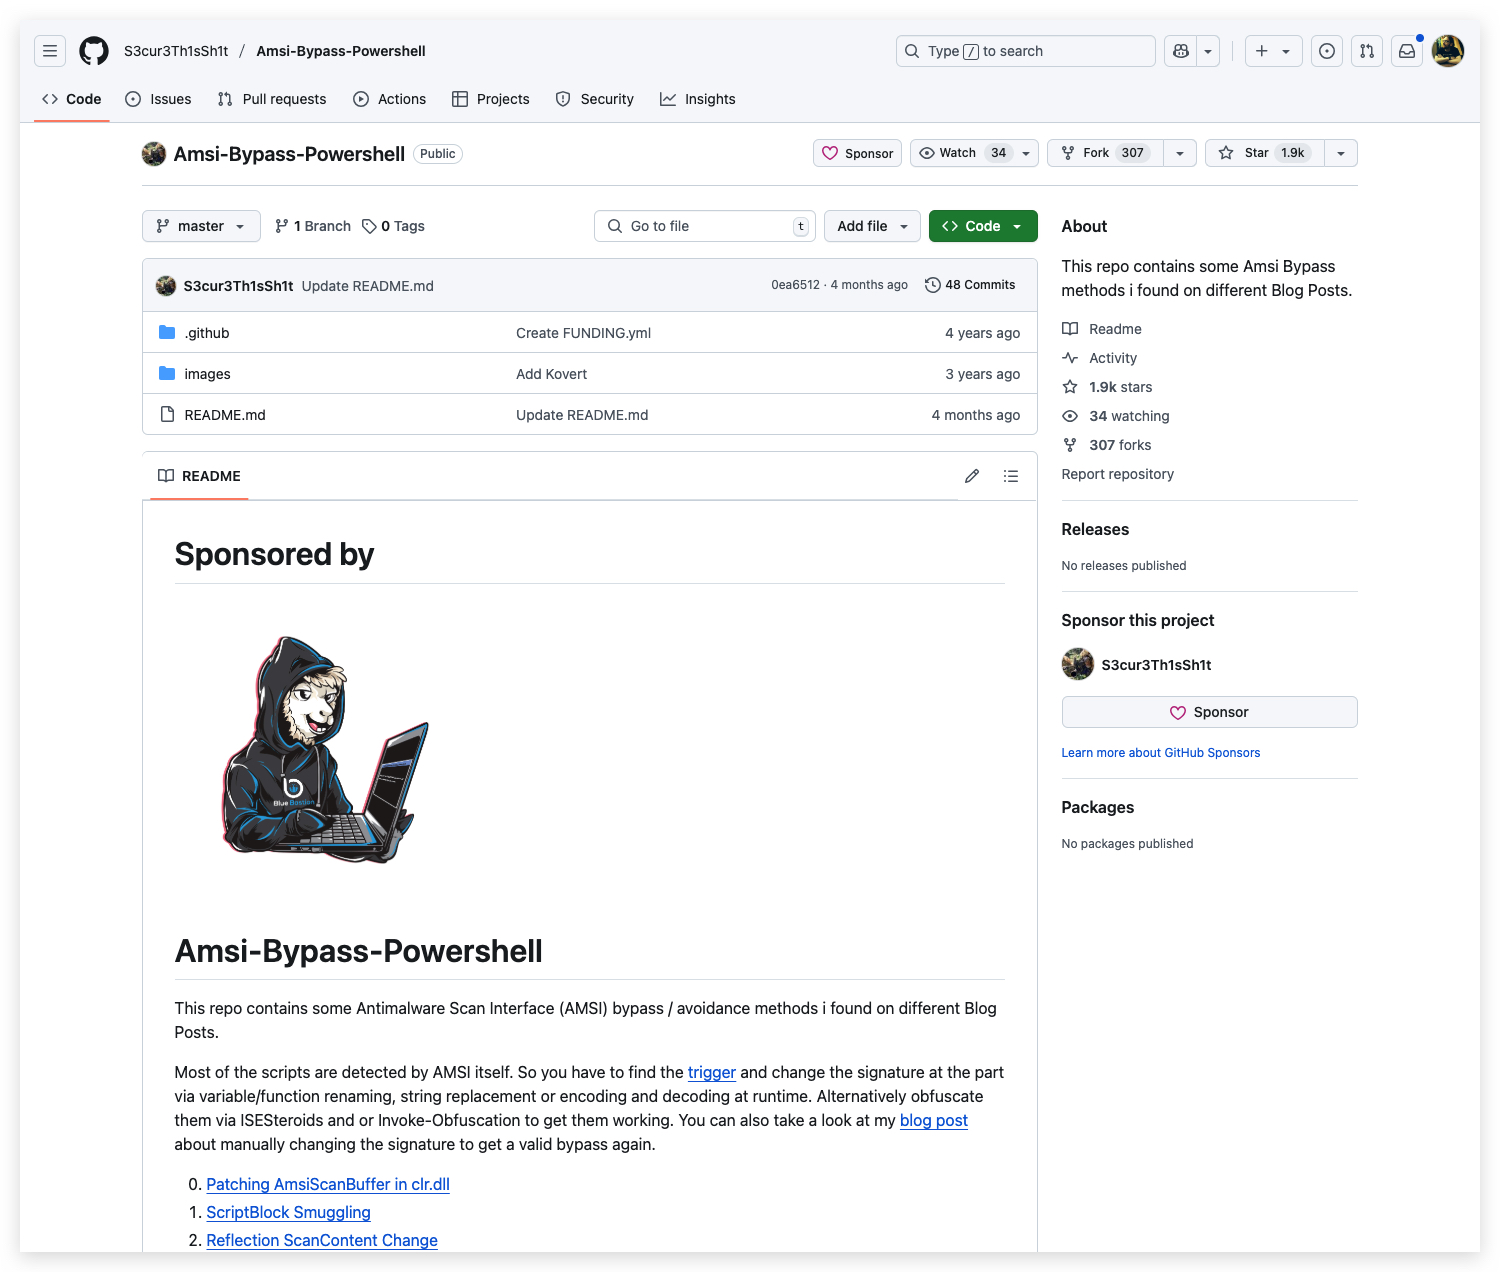 S3cur3Th1sSh1t / Amsi-Bypass-Powershell
Type / to search
Code Issues Pull requests Actions Projects Security Insights
Amsi-Bypass-Powershell Public
Sponsor Watch 34 Fork 307 Star 1.9k
master 1 Branch 0 Tags
Go to file t Add file Code
S3cur3Th1sSh1t Update README.md 0ea6512 · 4 months ago 48 Commits
.github Create FUNDING.yml 4 years ago
images Add Kovert 3 years ago
README.md Update README.md 4 months ago
README
Sponsored by
b
Blue Bastion
Amsi-Bypass-Powershell
This repo contains some Antimalware Scan Interface (AMSI) bypass / avoidance methods i found on different Blog
Posts.
Most of the scripts are detected by AMSI itself. So you have to find the trigger and change the signature at the part
via variable/function renaming, string replacement or encoding and decoding at runtime. Alternatively obfuscate
them via ISESteroids and or Invoke-Obfuscation to get them working. You can also take a look at my blog post
about manually changing the signature to get a valid bypass again.
0. Patching AmsiScanBuffer in clr.dll
1. ScriptBlock Smuggling
2. Reflection ScanContent Change
About
This repo contains some Amsi Bypass
methods i found on different Blog Posts.
Readme
Activity
1.9k stars
34 watching
307 forks
Report repository
Releases
No releases published
Sponsor this project
S3cur3Th1sSh1t
Sponsor
Learn more about GitHub Sponsors
Packages
No packages published